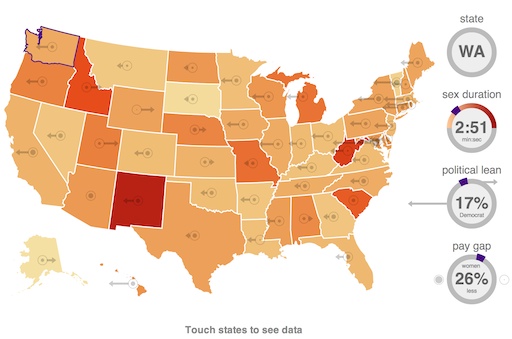 state
WA
sex duration
2:51
min:sec
political lean
17%
Democrat
pay gap
women
26%
less
Touch states to see data